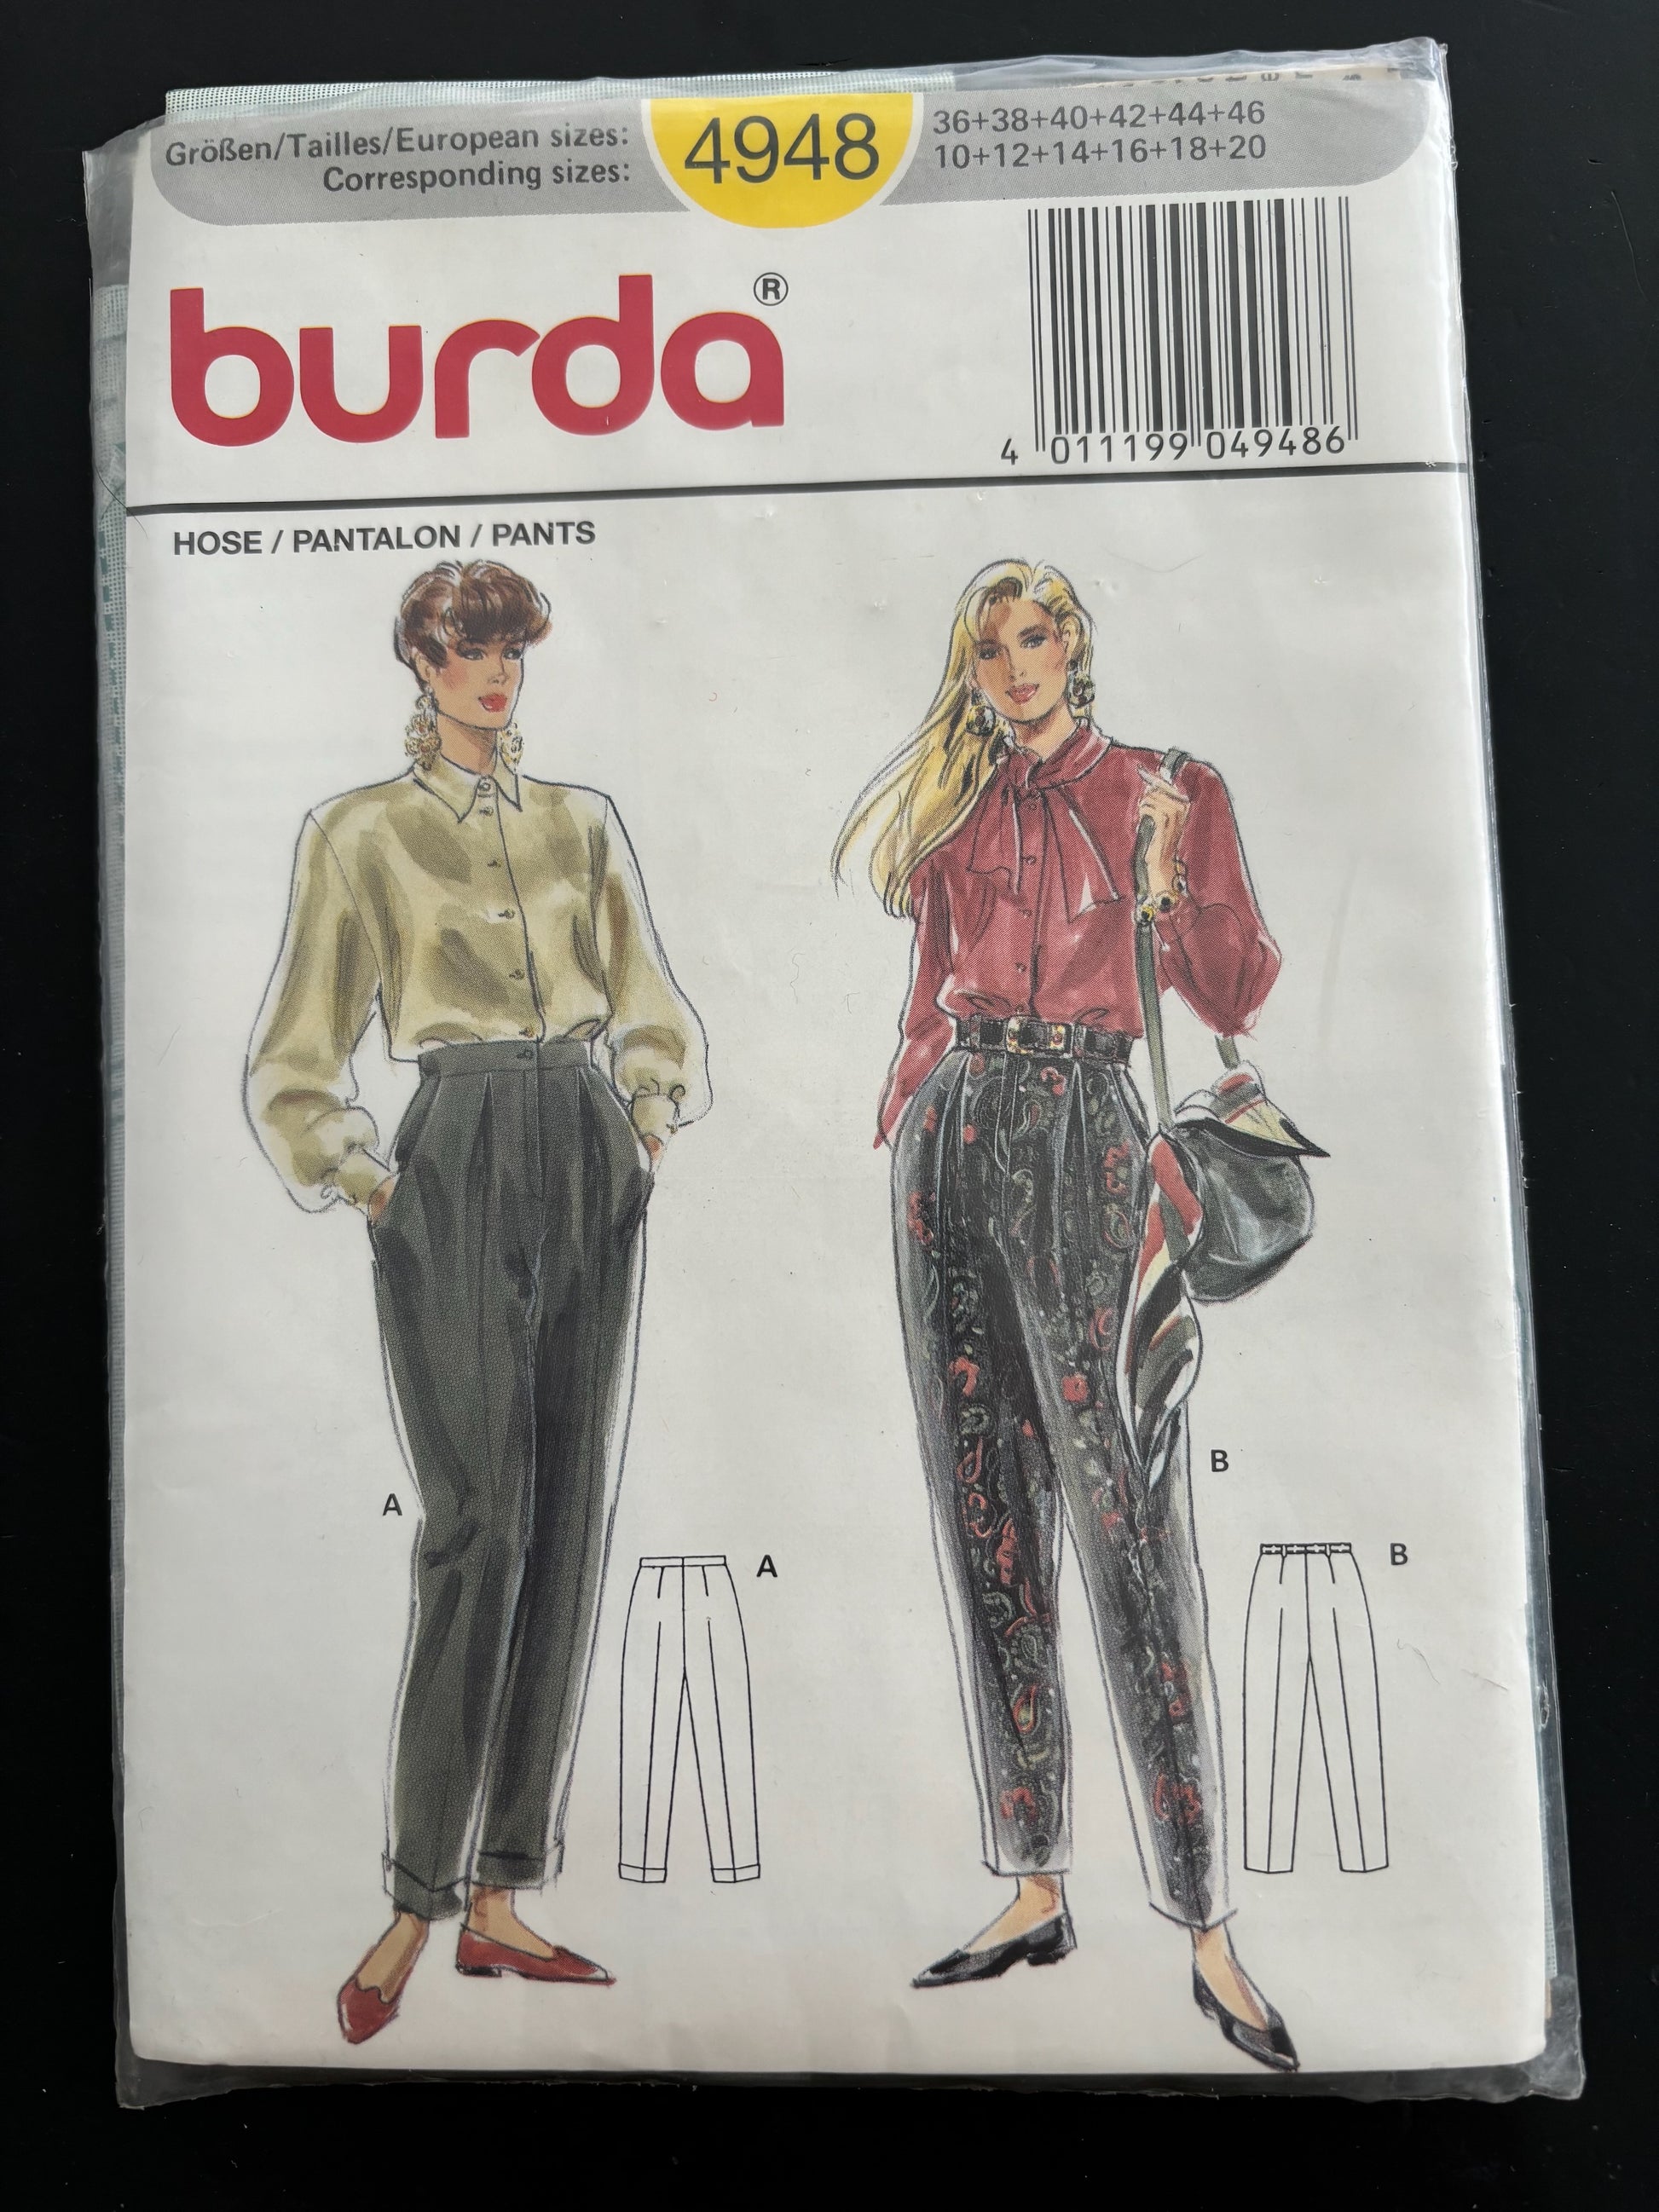 Größen/Tailles/European sizes:
Corresponding sizes:
4948
36+38+40+42+44+46
10+12+14+16+18+20
burda®
4 011199 049486
HOSE / PANTALON / PANTS
A
B
A
B